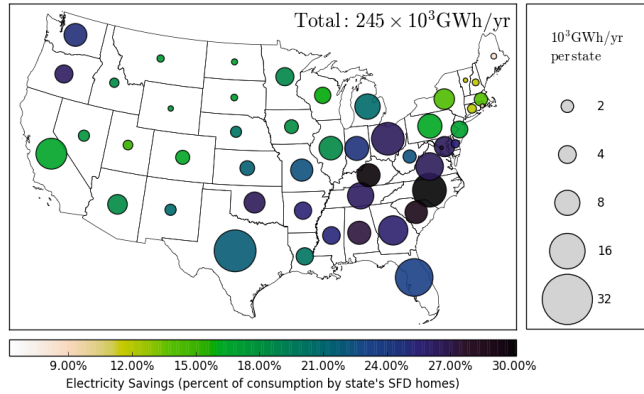 Total: 245 × 10³GWh/yr
10³GWh/yr
per state
2
4
8
16
32
9.00% 12.00% 15.00% 18.00% 21.00% 24.00% 27.00% 30.00%
Electricity Savings (percent of consumption by state's SFD homes)